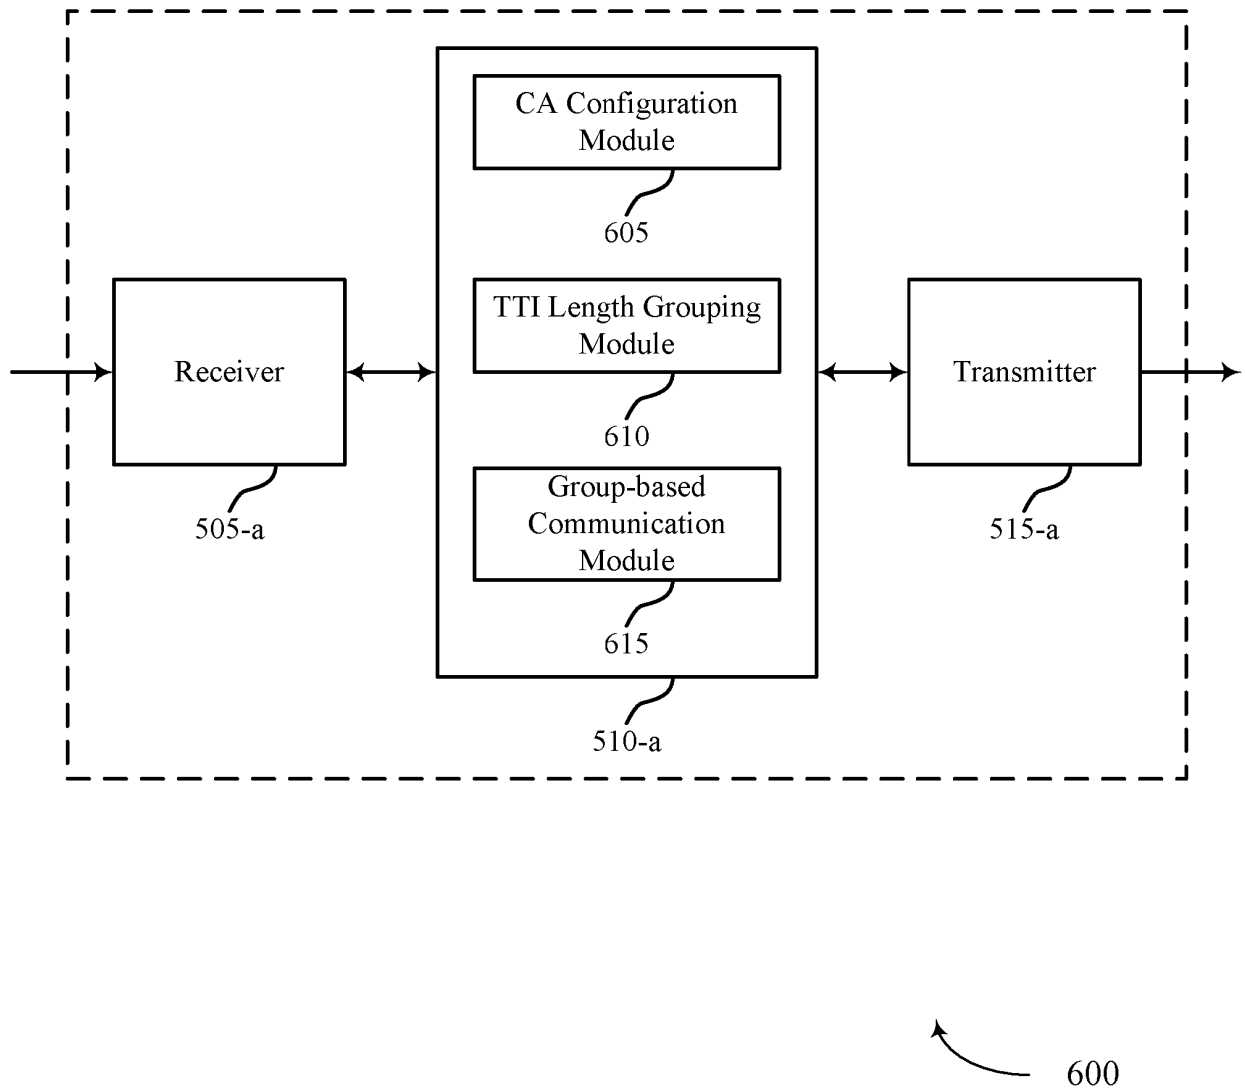 CA Configuration
Module
605
TTI Length Grouping
Module
Receiver
Transmitter
610
Group-based
Communication
Module
505-a
515-a
615
510-a
600